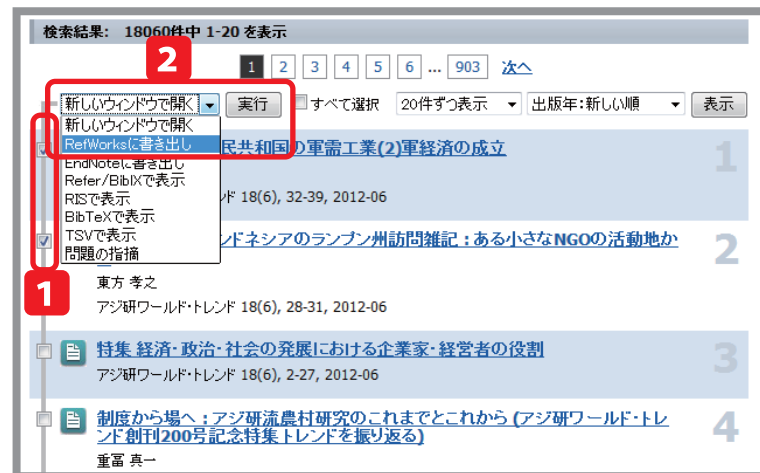 検索結果: 18060件中 1-20 を表示
2
1 2 3 4 5 6 ... 903 次へ
新しいウィンドウで開く 実行 すべて選択 20件ずつ表示 出版年:新しい順 表示
新しいウィンドウで開く
RefWorksに書き出し
EndNoteに書き出し
Refer/BibIXで表示
RISで表示
BibTeXで表示
TSVで表示
問題の指摘
民共和国の軍需工業(2)軍経済の成立
1
ンド 18(6), 32-39, 2012-06
ンドネシアのランプン州訪問雑記:ある小さなNGOの活動地か
2
1
東方 孝之
アジ研ワールド・トレンド 18(6), 28-31, 2012-06
特集 経済・政治・社会の発展における企業家・経営者の役割
3
アジ研ワールド・トレンド 18(6), 2-27, 2012-06
制度から場へ:アジ研流農村研究のこれまでとこれから (アジ研ワールド・トレ
ンド創刊200号記念特集 トレンドを振り返る)
4
重冨 真一